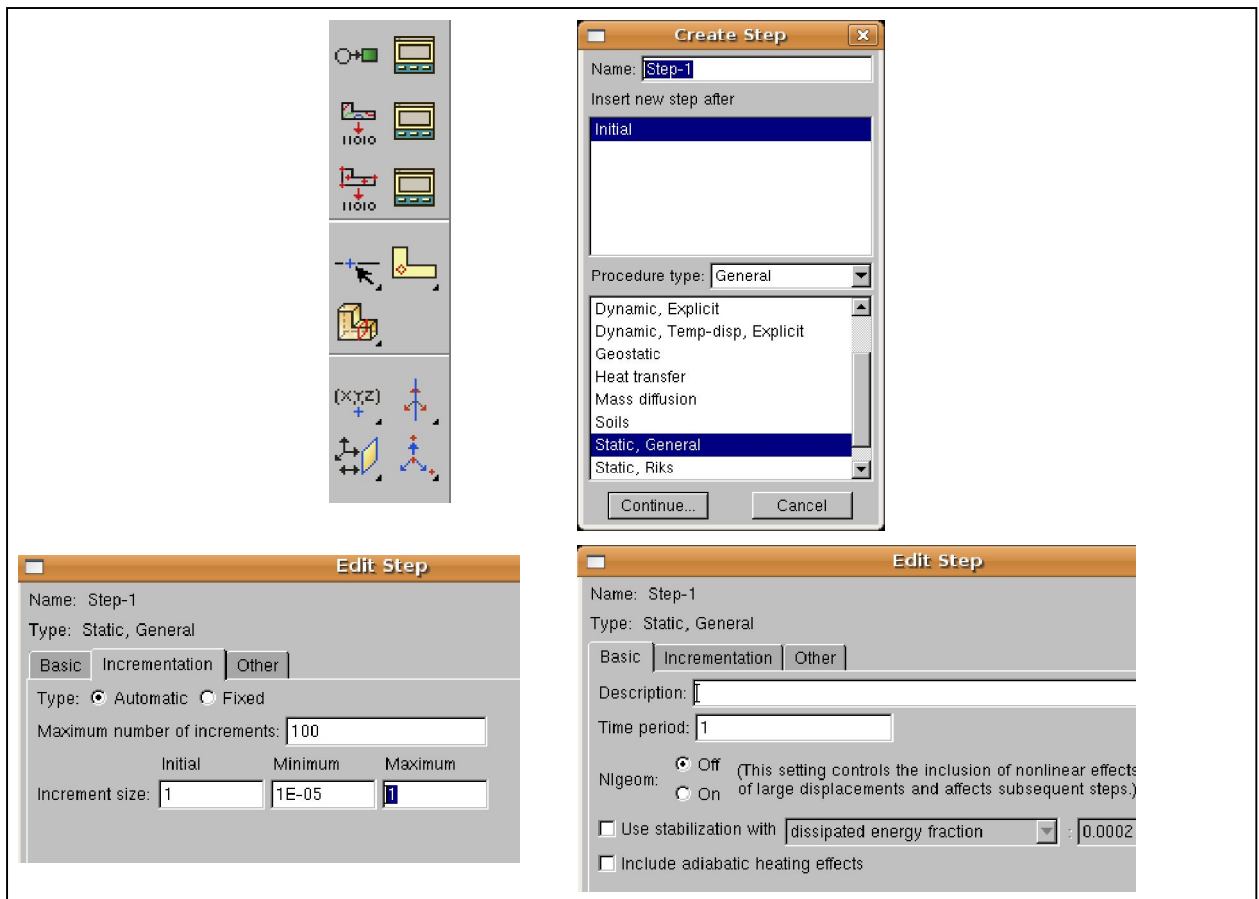 11010
11010
(XYZ)
Create Step
Name: Step-1
Insert new step after
Initial
Procedure type: General
Dynamic, Explicit
Dynamic, Temp-disp, Explicit
Geostatic
Heat transfer
Mass diffusion
Soils
Static, General
Static, Riks
Continue... Cancel
Edit Step
Name: Step-1
Type: Static, General
Basic Incrementation Other
Type: Automatic Fixed
Maximum number of increments: 100
Initial Minimum Maximum
Increment size: 1 1E-05 1
Edit Step
Name: Step-1
Type: Static, General
Basic Incrementation Other
Description:
Time period: 1
Nlgeom: Off
On
(This setting controls the inclusion of nonlinear effects
of large displacements and affects subsequent steps.)
Use stabilization with dissipated energy fraction : 0.0002
Include adiabatic heating effects